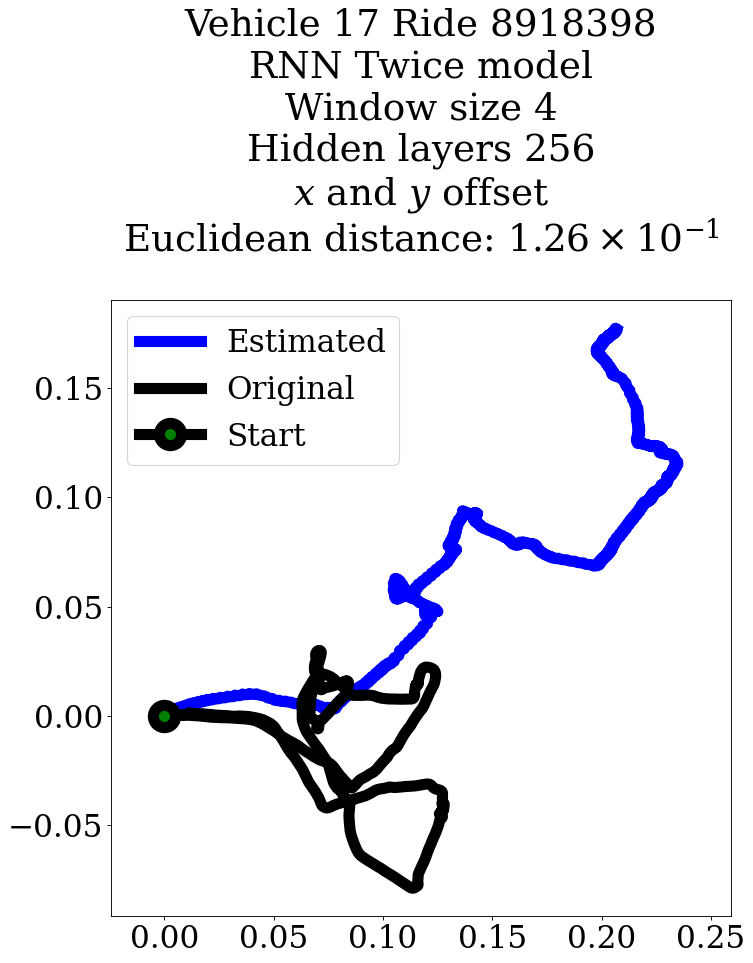 Vehicle 17 Ride 8918398
RNN Twice model
Window size 4
Hidden layers 256
x and y offset
Euclidean distance: 1.26 × 10⁻¹
Estimated
Original
Start
0.15
0.10
0.05
0.00
−0.05
0.00 0.05 0.10 0.15 0.20 0.25